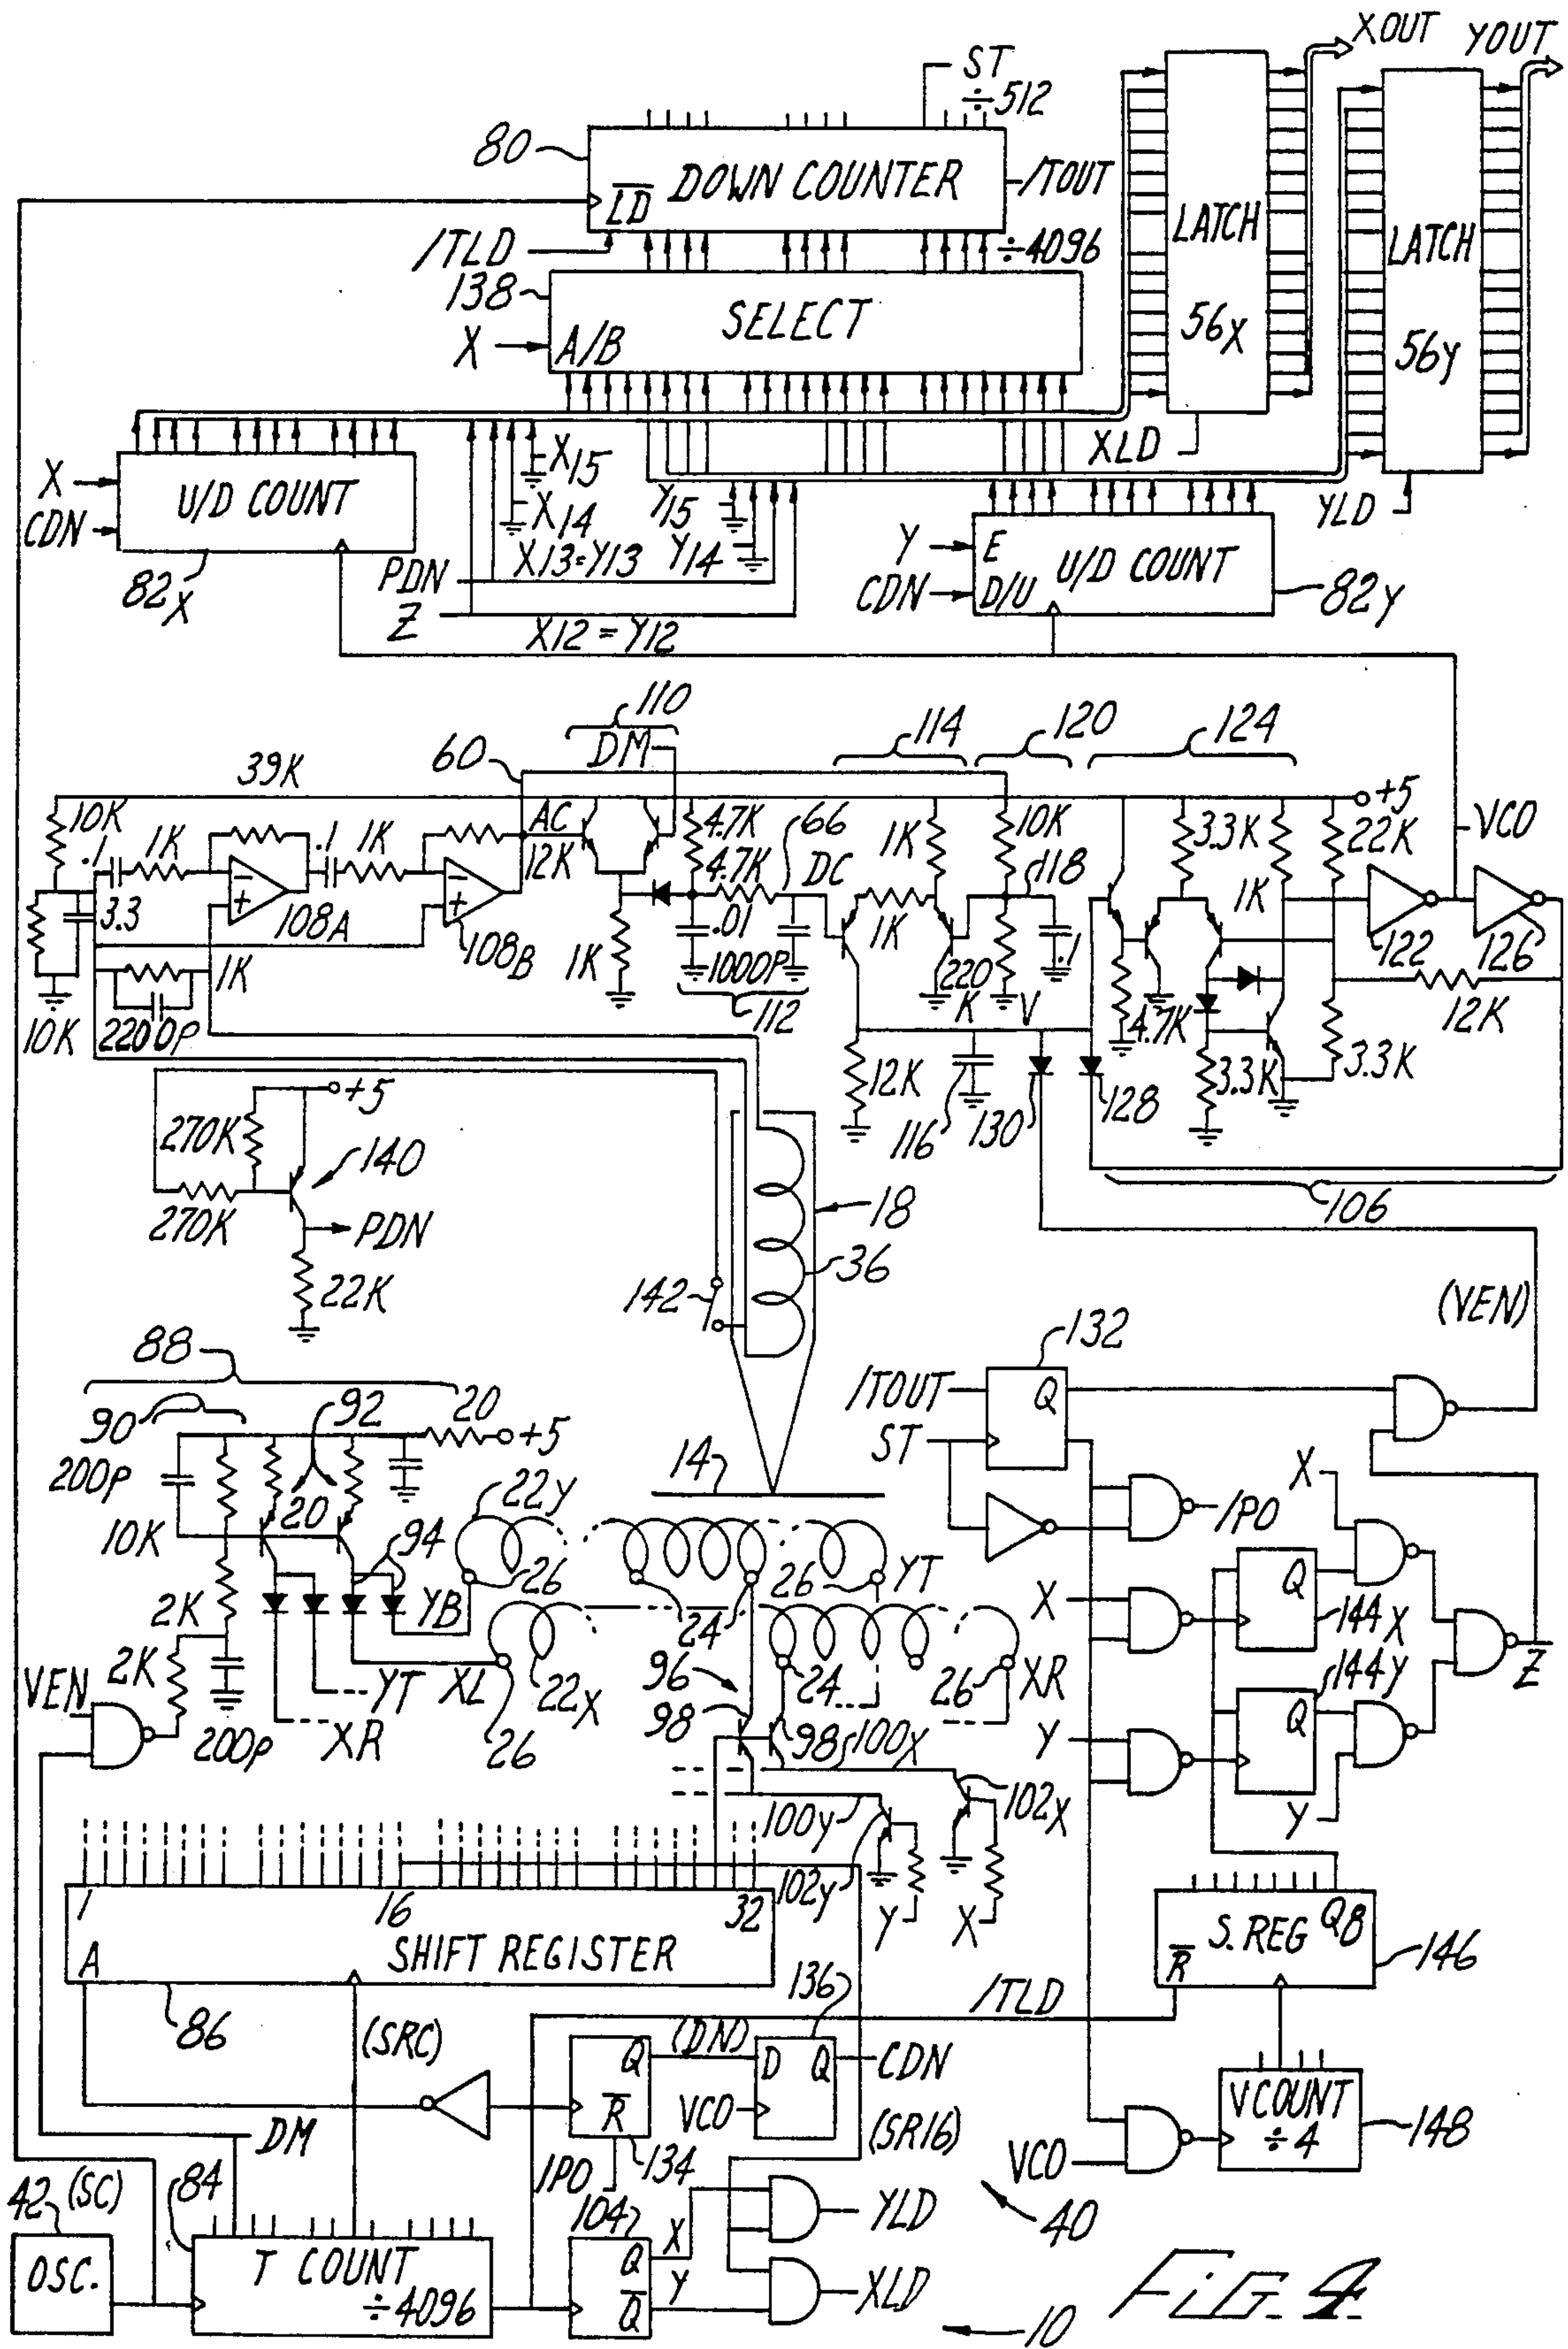 XOUT
YOUT
ST
÷512
80
DOWN COUNTER
/TOUT
LD
/TLD
÷4096
LATCH
LATCH
138
SELECT
X
A/B
56X
56Y
X15
XLD
X
U/D COUNT
X14
Y15
YLD
CDN
X13=Y13
Y14
Y
E
U/D COUNT
82X
PDN
CDN
D/U
82Y
Z
X12=Y12
110
114
120
124
DM
39K
60
+5
10K
AC
4.7K
66
10K
3.3K
22K
VCO
.1
1K
.1
1K
12K
4.7K
DC
1K
118
1K
3.3
108A
108B
.01
1K
.1
122
126
1K
1K
1000P
220
10K
2200P
112
K
V
4.7K
12K
12K
3.3K
3.3K
+5
116
130
128
270K
140
18
106
270K
PDN
36
22K
142
(VEN)
88
132
90
92
20
/TOUT
Q
+5
ST
200P
14
X
20
22Y
/PO
10K
94
26
26
YT
Q
2K
YB
X
144X
24
2K
96
144Y
VEN
YT
XL
22X
24
26
XR
Z
98
Q
200P
XR
26
98
100X
Y
102X
100Y
Y
1
16
32
102Y
Y
X
S.REG
Q8
SHIFT REGISTER
A
R
146
136
/TLD
86
(SRC)
(DN)
Q
D
Q
CDN
VCOUNT
÷4
R
VCO
148
DM
(SR16)
134
VCO
/PO
42
(SC)
84
104
YLD
40
X
OSC.
T COUNT
Q
Y
÷4096
Q
XLD
10
FIG. 4